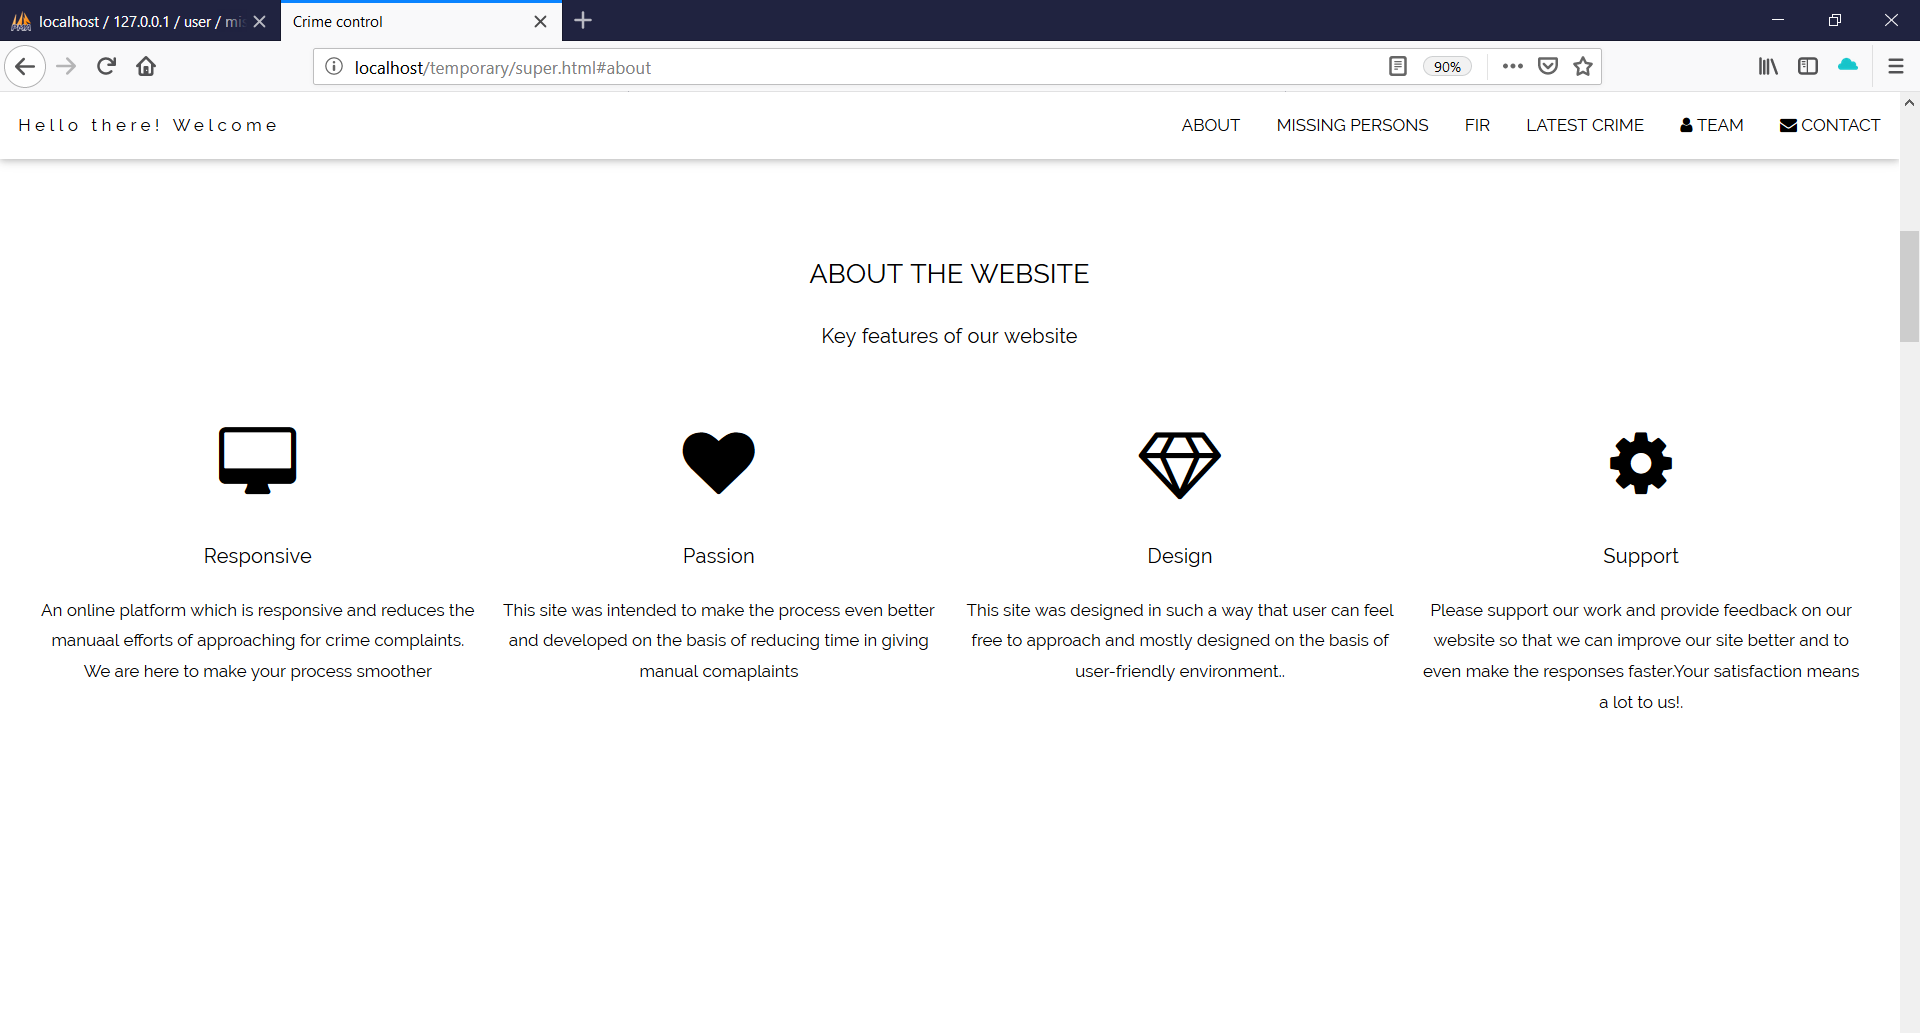 localhost / 127.0.0.1 / user / mis
Crime control
localhost/temporary/super.html#about
90%
Hello there! Welcome
ABOUT
MISSING PERSONS
FIR
LATEST CRIME
TEAM
CONTACT
ABOUT THE WEBSITE
Key features of our website
Responsive
An online platform which is responsive and reduces the
manuaal efforts of approaching for crime complaints.
We are here to make your process smoother
Passion
This site was intended to make the process even better
and developed on the basis of reducing time in giving
manual comaplaints
Design
This site was designed in such a way that user can feel
free to approach and mostly designed on the basis of
user-friendly environment..
Support
Please support our work and provide feedback on our
website so that we can improve our site better and to
even make the responses faster.Your satisfaction means
a lot to us!.